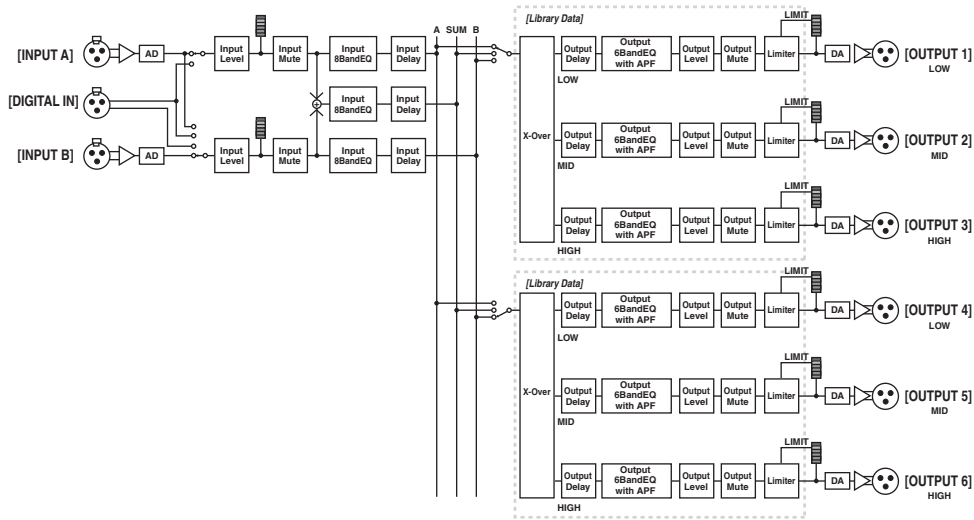 [Library Data]
LIMIT
A SUM B
[INPUT A]
AD
Input
Level
Input
Mute
Input
8BandEQ
Input
Delay
Output
Delay
Output
6BandEQ
with APF
Output
Level
Output
Mute
Limiter
DA
[OUTPUT 1]
LOW
LOW
[DIGITAL IN]
Input
8BandEQ
Input
Delay
LIMIT
X-Over
[INPUT B]
AD
Input
Level
Input
Mute
Input
8BandEQ
Input
Delay
Output
Delay
Output
6BandEQ
with APF
Output
Level
Output
Mute
Limiter
DA
[OUTPUT 2]
MID
MID
LIMIT
Output
Delay
Output
6BandEQ
with APF
Output
Level
Output
Mute
Limiter
DA
[OUTPUT 3]
HIGH
HIGH
[Library Data]
LIMIT
Output
Delay
Output
6BandEQ
with APF
Output
Level
Output
Mute
Limiter
DA
[OUTPUT 4]
LOW
LOW
LIMIT
X-Over
Output
Delay
Output
6BandEQ
with APF
Output
Level
Output
Mute
Limiter
DA
[OUTPUT 5]
MID
MID
LIMIT
Output
Delay
Output
6BandEQ
with APF
Output
Level
Output
Mute
Limiter
DA
[OUTPUT 6]
HIGH
HIGH